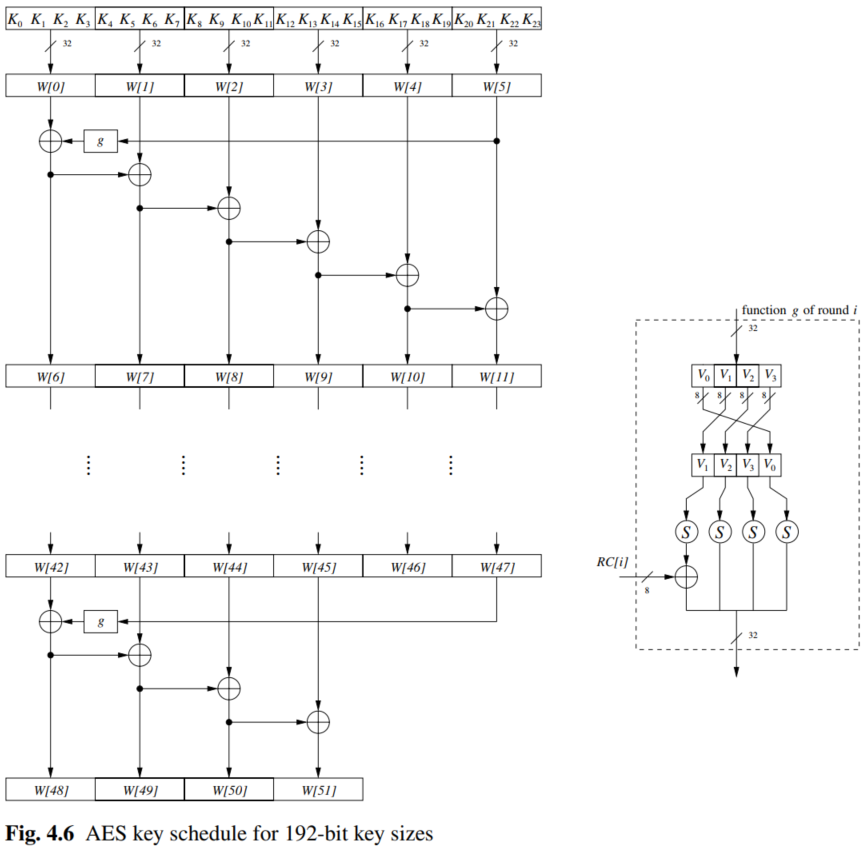 K0 K1 K2 K3 K4 K5 K6 K7 K8 K9 K10 K11 K12 K13 K14 K15 K16 K17 K18 K19 K20 K21 K22 K23
32 32 32 32 32 32
W[0] W[1] W[2] W[3] W[4] W[5]
g
W[6] W[7] W[8] W[9] W[10] W[11]
W[42] W[43] W[44] W[45] W[46] W[47]
g
W[48] W[49] W[50] W[51]
function g of round i
32
V0 V1 V2 V3
8 8 8 8
V1 V2 V3 V0
S S S S
RC[i]
8
32
Fig. 4.6 AES key schedule for 192-bit key sizes